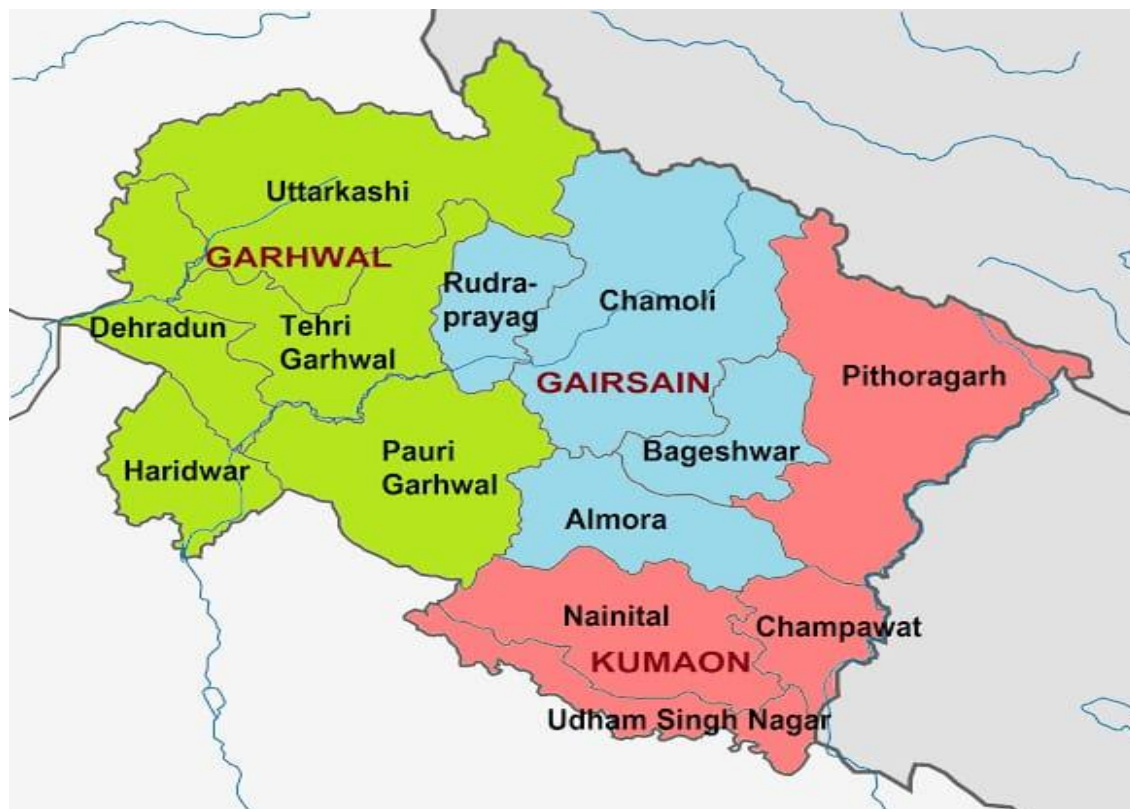 Uttarkashi
GARHWAL
Rudra-
prayag
Chamoli
Dehradun
Tehri
Garhwal
Pithoragarh
GAIRSAIN
Haridwar
Pauri
Garhwal
Bageshwar
Almora
Nainital
Champawat
KUMAON
Udham Singh Nagar